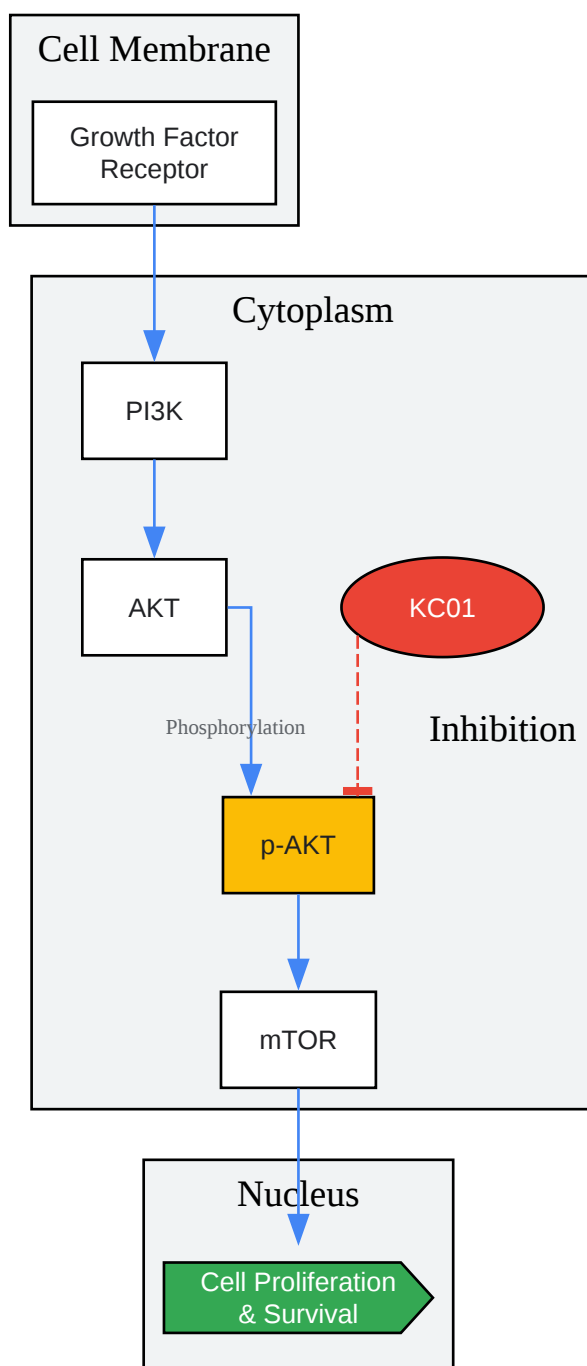 Cell Membrane
Growth Factor
Receptor
Cytoplasm
PI3K
AKT
KC01
Phosphorylation
Inhibition
p-AKT
mTOR
Nucleus
Cell Proliferation
& Survival